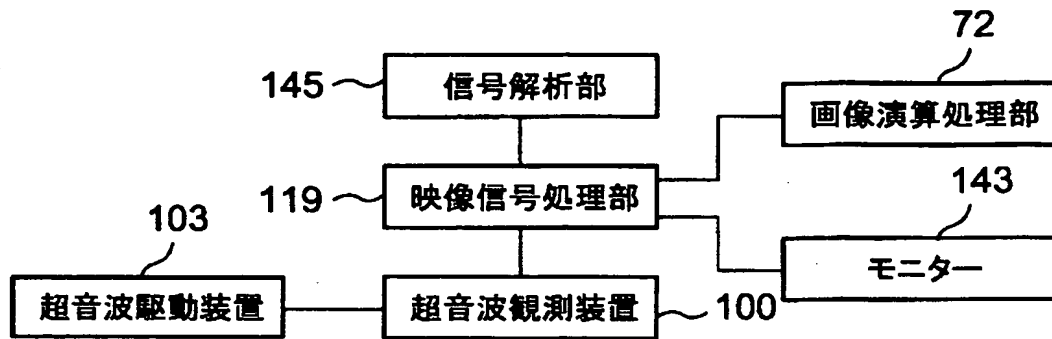 72
145
信号解析部
画像演算処理部
119
映像信号処理部
143
103
モニター
超音波駆動装置
超音波観測装置
100